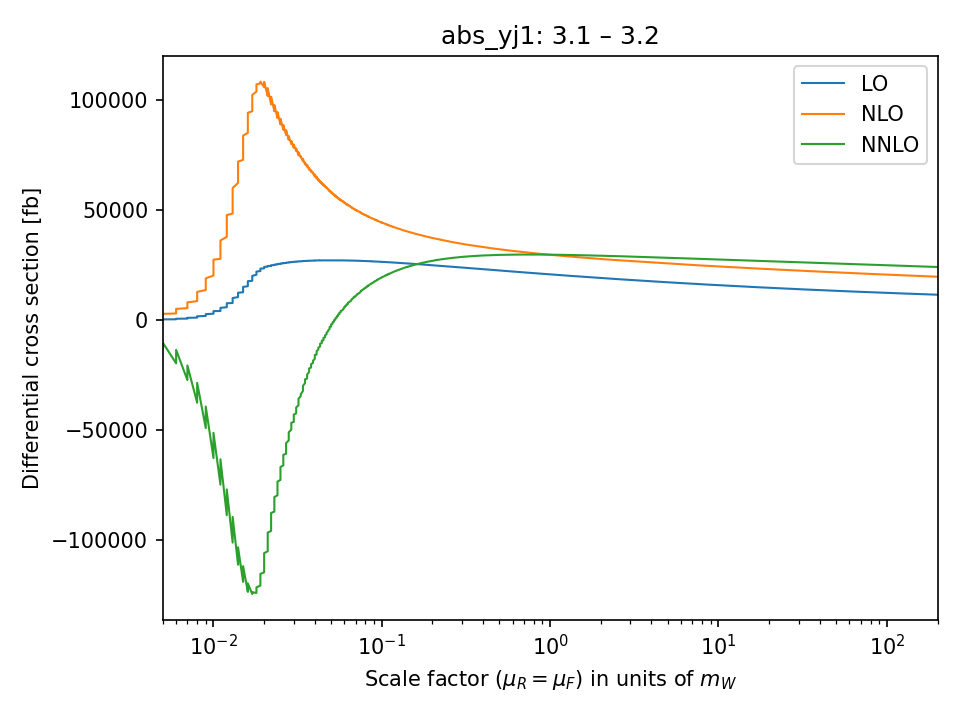 abs_yj1: 3.1 – 3.2
LO
NLO
NNLO
Differential cross section [fb]
100000
50000
0
−50000
−100000
10⁻² 10⁻¹ 10⁰ 10¹ 10²
Scale factor (μ_R = μ_F) in units of m_W